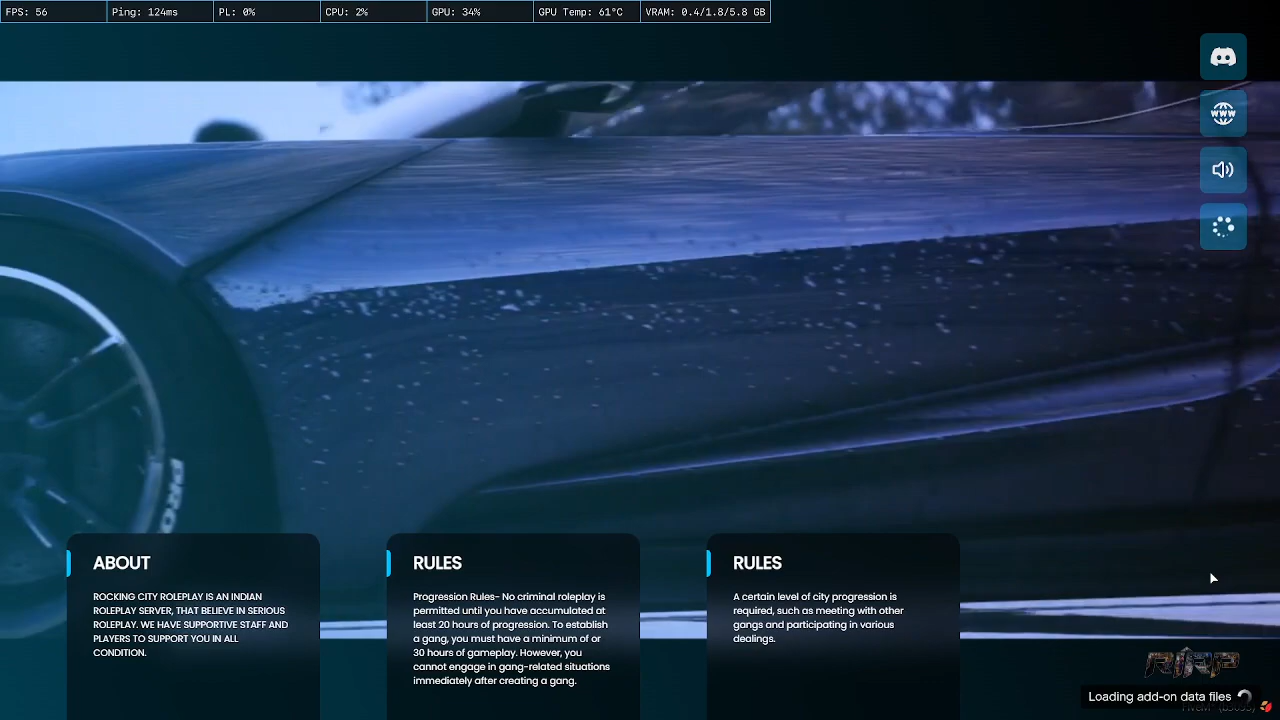 FPS: 56 Ping: 124ms PL: 0% CPU: 2% GPU: 34% GPU Temp: 61°C VRAM: 0.4/1.8/5.8 GB
WWW
PRO
ABOUT
ROCKING CITY ROLEPLAY IS AN INDIAN
ROLEPLAY SERVER, THAT BELIEVE IN SERIOUS
ROLEPLAY. WE HAVE SUPPORTIVE STAFF AND
PLAYERS TO SUPPORT YOU IN ALL
CONDITION.
RULES
Progression Rules- No criminal roleplay is
permitted until you have accumulated at
least 20 hours of progression. To establish
a gang, you must have a minimum of or
30 hours of gameplay. However, you
cannot engage in gang-related situations
immediately after creating a gang.
RULES
A certain level of city progression is
required, such as meeting with other
gangs and participating in various
dealings.
Loading add-on data files